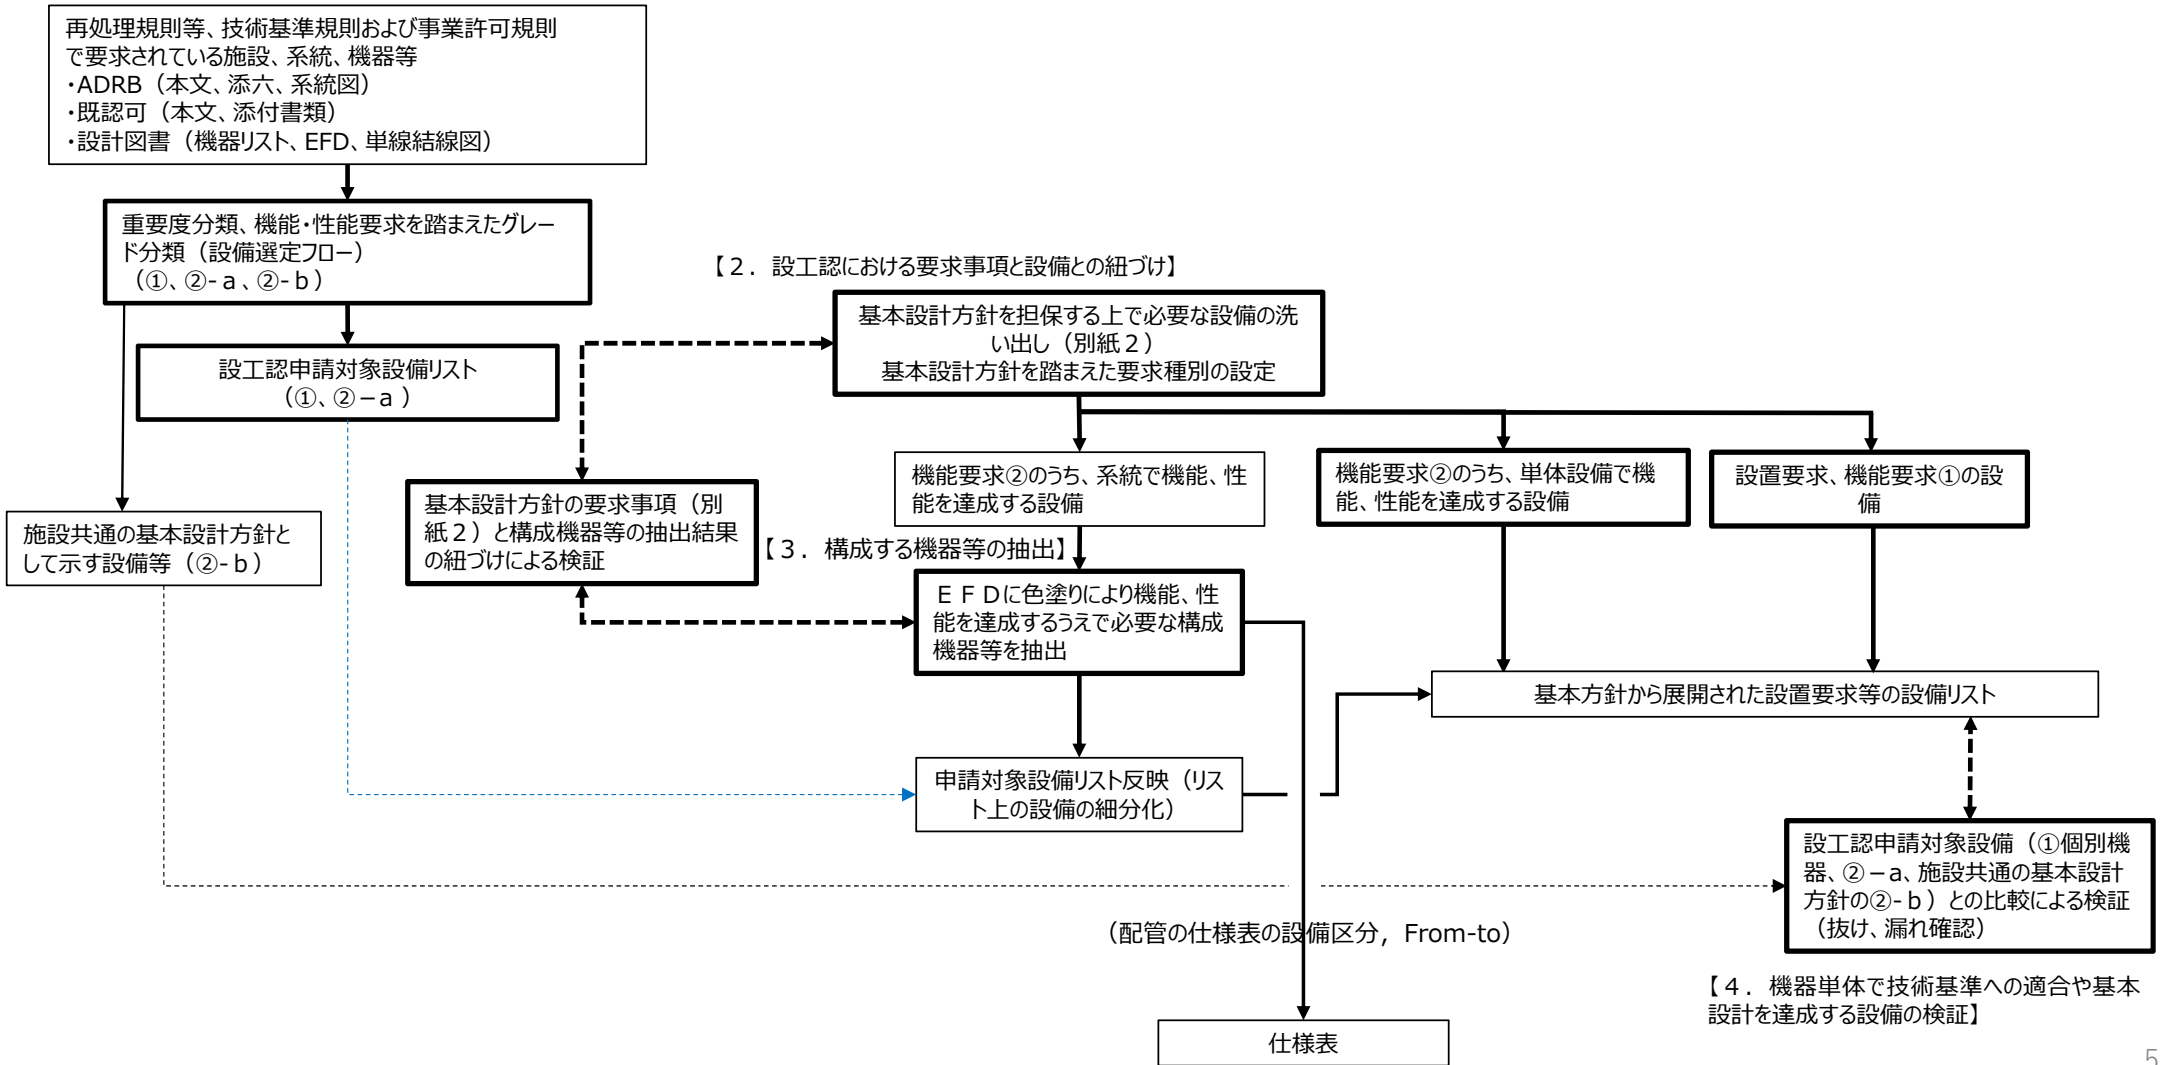 再処理規則等、技術基準規則および事業許可規則
で要求されている施設、系統、機器等
・ADRB（本文、添六、系統図）
・既認可（本文、添付書類）
・設計図書（機器リスト、EFD、単線結線図）
重要度分類、機能・性能要求を踏まえたグレー
ド分類（設備選定フロー）
（①、②-ａ、②-ｂ）
設工認申請対象設備リスト
（①、②－a ）
施設共通の基本設計方針と
して示す設備等（②-ｂ）
【２．設工認における要求事項と設備との紐づけ】
基本設計方針を担保する上で必要な設備の洗
い出し（別紙２）
基本設計方針を踏まえた要求種別の設定
基本設計方針の要求事項（別
紙２）と構成機器等の抽出結果
の紐づけによる検証
機能要求②のうち、系統で機能、性
能を達成する設備
機能要求②のうち、単体設備で機
能、性能を達成する設備
設置要求、機能要求①の設
備
【３．構成する機器等の抽出】
ＥＦＤに色塗りにより機能、性
能を達成するうえで必要な構成
機器等を抽出
基本方針から展開された設置要求等の設備リスト
申請対象設備リスト反映（リス
ト上の設備の細分化）
設工認申請対象設備（①個別機
器、②－a、施設共通の基本設計
方針の②-ｂ）との比較による検証
（抜け、漏れ確認）
（配管の仕様表の設備区分，From-to）
【４．機器単体で技術基準への適合や基本
設計を達成する設備の検証】
仕様表
5